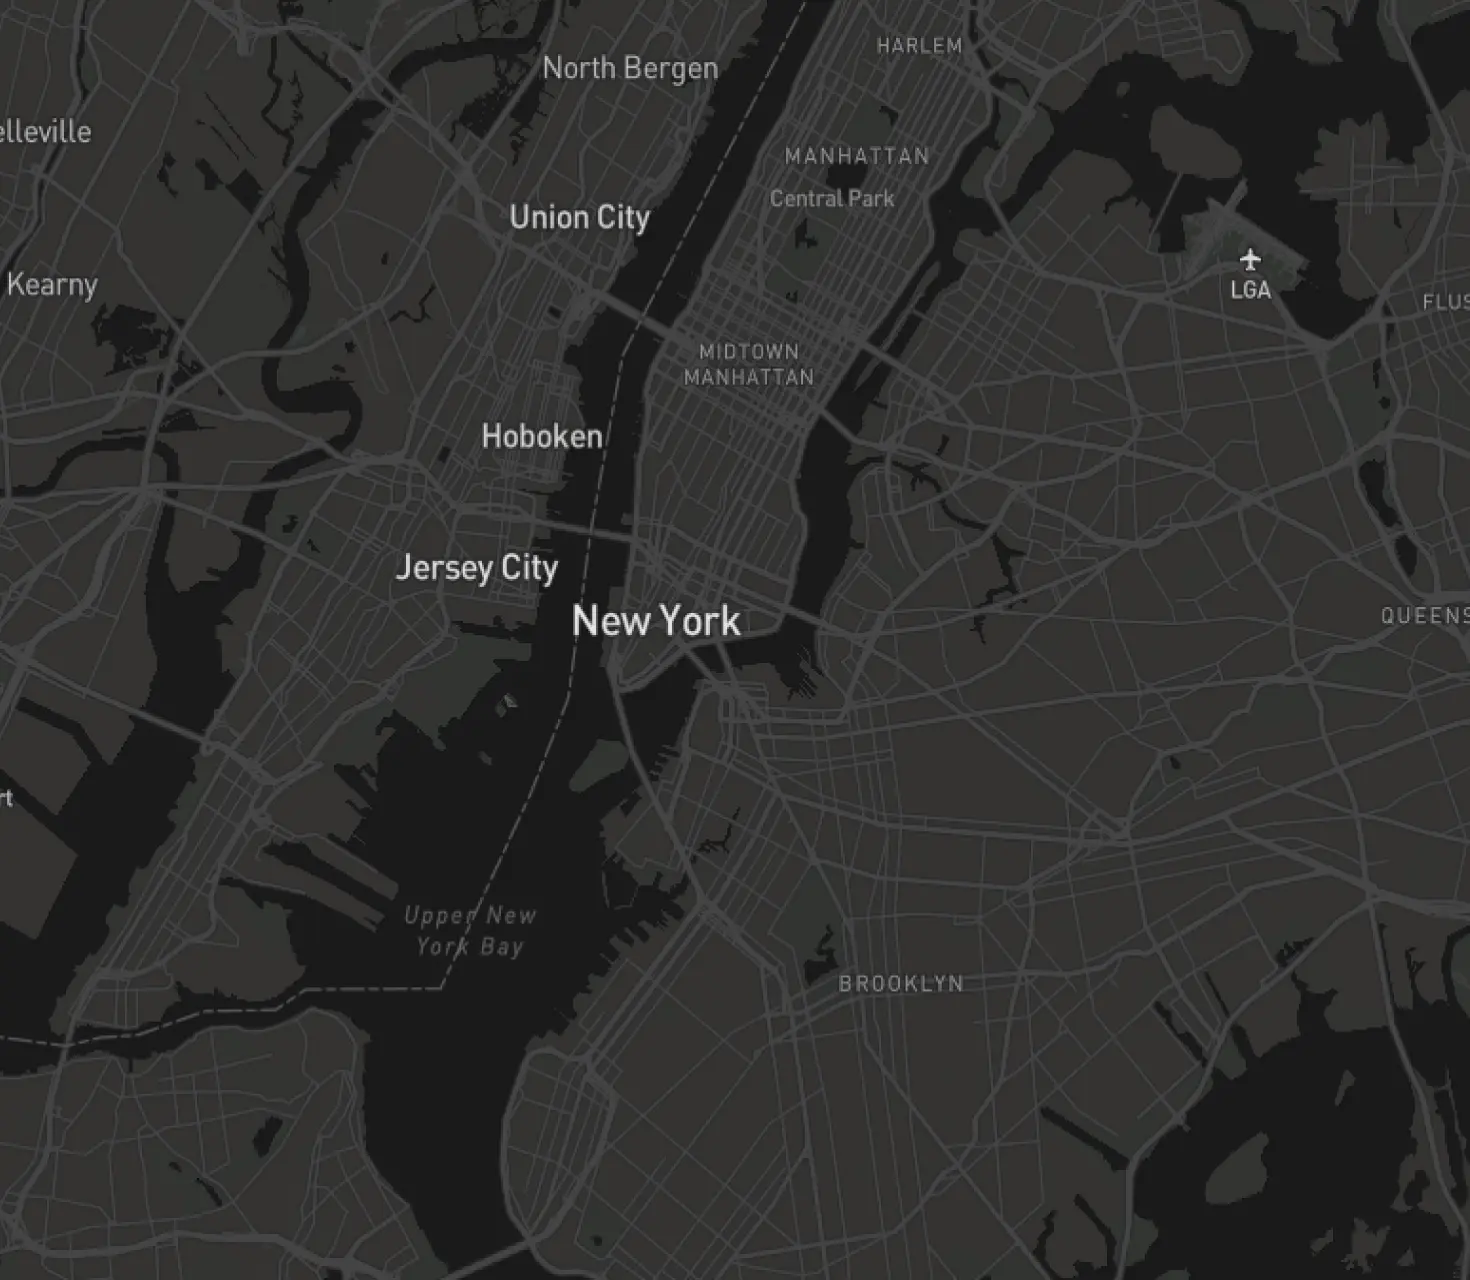 HARLEM
North Bergen
elleville
MANHATTAN
Central Park
Union City
Kearny
LGA
FLUS
MIDTOWN
MANHATTAN
Hoboken
Jersey City
New York
QUEENS
rt
Upper New
York Bay
BROOKLYN